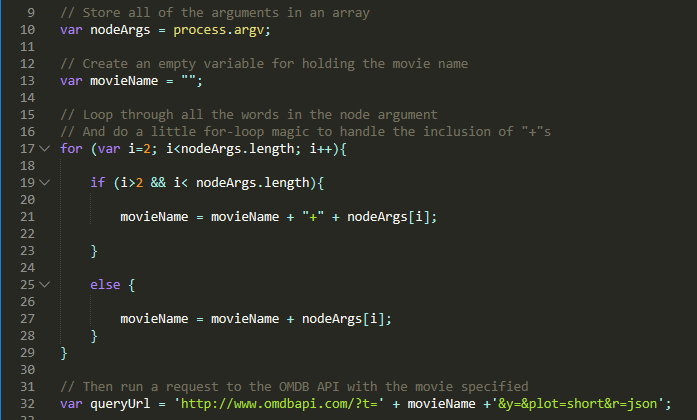 9 // Store all of the arguments in an array
10 var nodeArgs = process.argv;
11
12 // Create an empty variable for holding the movie name
13 var movieName = "";
14
15 // Loop through all the words in the node argument
16 // And do a little for-loop magic to handle the inclusion of "+"s
17 for (var i=2; i<nodeArgs.length; i++){
18
19 if (i>2 && i< nodeArgs.length){
20
21 movieName = movieName + "+" + nodeArgs[i];
22
23 }
24
25 else {
26
27 movieName = movieName + nodeArgs[i];
28 }
29 }
30
31 // Then run a request to the OMDB API with the movie specified
32 var queryUrl = 'http://www.omdbapi.com/?t=' + movieName +'&y=&plot=short&r=json';